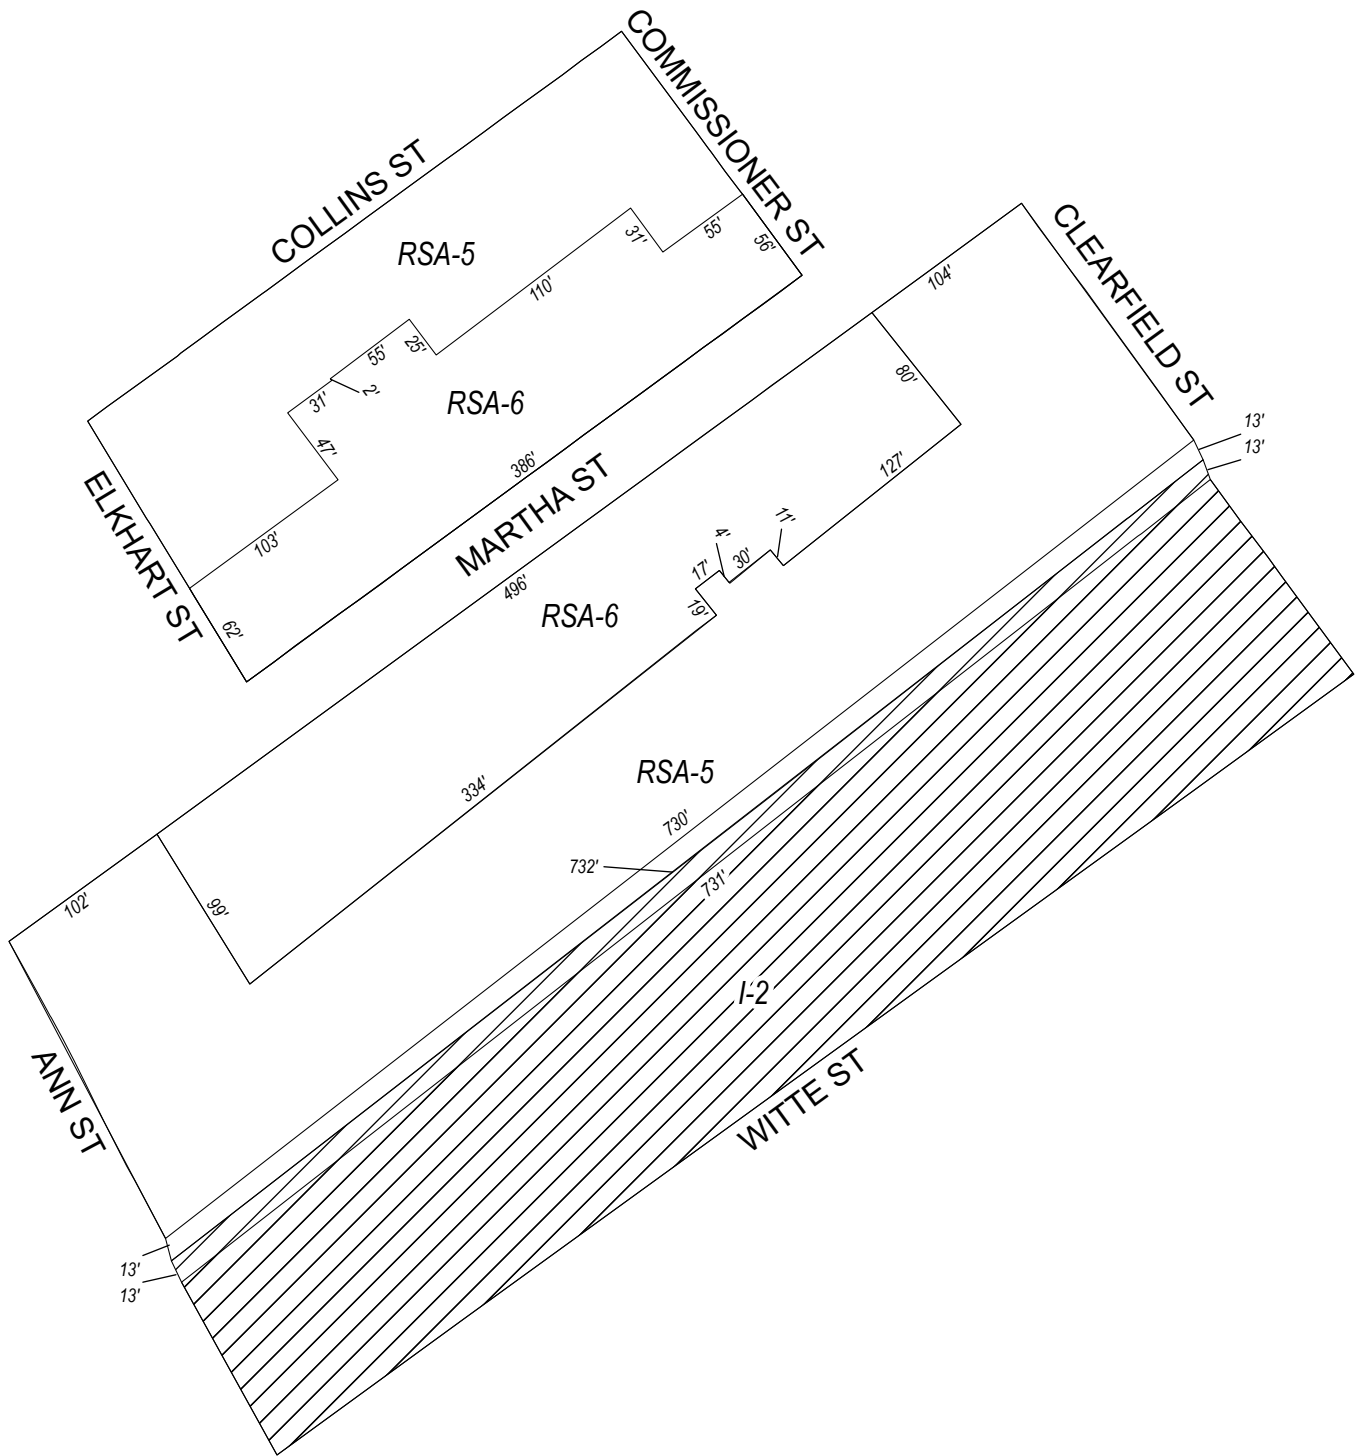 COMMISSIONER ST
COLLINS ST
RSA-5
31'
55'
56'
110'
55'
25'
2'
31'
RSA-6
47'
386'
103'
ELKHART ST
62'
MARTHA ST
496'
104'
CLEARFIELD ST
80'
127'
13'
13'
11'
4'
30'
17'
19'
RSA-6
334'
RSA-5
730'
732'
731'
102'
99'
I-2
ANN ST
WITTE ST
13'
13'